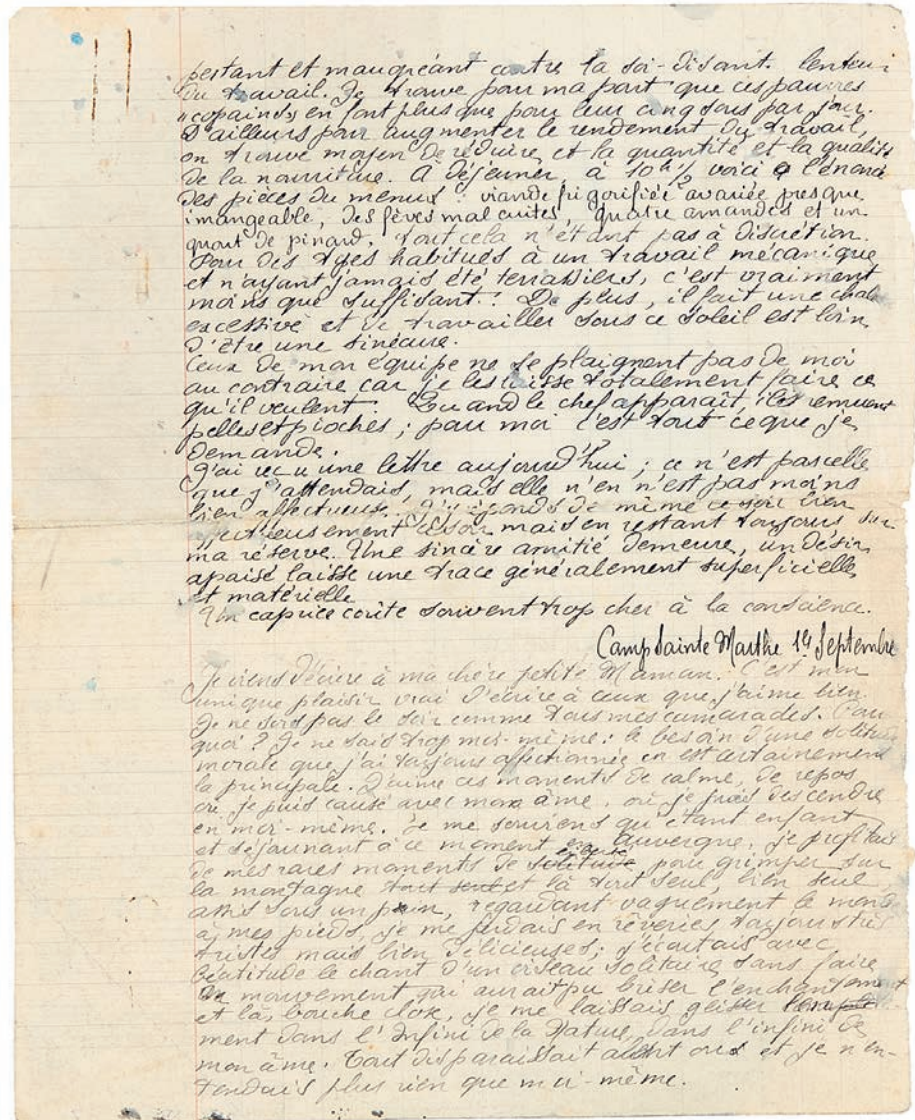 pestant et maugréant contre la soi-disant lenteur
du travail. Je trouve pour ma part que ces pauvres
"copains" en font plus que pour leur cinq sous par jour.
D'ailleurs pour augmenter le rendement du travail,
on trouve moyen de réduire et la quantité et la qualité
de la nourriture. A déjeuner, à 10h ½ voici l'énoncé
des pièces du menus : viande frigorifiée avariée presque
imangeable, des fèves mal cuites, quatre amandes et un
quart de pinard, tout cela n'étant pas à discrétion.
Pour des types habitués à un travail mécanique
et n'ayant jamais été terrassiers, c'est vraiment
moins que suffisant ! De plus, il fait une chaleur
excessive et de travailler sous ce soleil est loin
d'être une sinécure.
Ceux de mon équipe ne se plaignent pas de moi
au contraire car je les laisse totalement faire ce
qu'il veulent. Quand le chef apparaît, ils remuent
pelles et pioches ; pour moi c'est tout ce que je
demande.
J'ai reçu une lettre aujourd'hui ; ce n'est pas celle
que j'attendais, mais elle n'en n'est pas moins
bien affectueuse. J'y réponds de même ce soir bien
affectueusement ce soir mais en restant toujours sur
ma réserve. Une sincère amitié demeure, un désir
apaisé laisse une trace généralement superficielle
et matérielle
Un caprice coûte souvent trop cher à la conscience.
Camp Sainte Marthe Septembre
Je viens d'écrire à ma chère petite Maman. C'est mon
unique plaisir vrai d'écrire à ceux que j'aime bien.
Je ne sors pas le soir comme tous mes camarades. Pour
quoi ? Je ne sais trop moi-même : le besoin d'une solitude
morale que j'ai toujours affectionnée en est certainement
la principale. J'aime ces moments de calme, de repos
où je puis causé avec mon âme, où je puis descendre
en moi-même. Je me souviens qu'étant enfant
et séjournant à ce moment en Auvergne, je profitais
de mes rares moments de solitude pour grimper sur
la montagne tout seul et là tout seul, bien seul
assis sous un pin, regardant vaguement le monde
à mes pieds, je me perdais en rêveries toujours très
tristes mais bien délicieuses ; j'écoutais avec
béatitude le chant d'un oiseau solitaire sans faire
un mouvement qui aurait pu briser l'enchantement
et là, bouche close, je me laissais glisser
ment dans l'Infini de la Nature, dans l'infini de
mon âme. Tout disparaissait alors et je n'en-
tendais plus rien que moi-même.